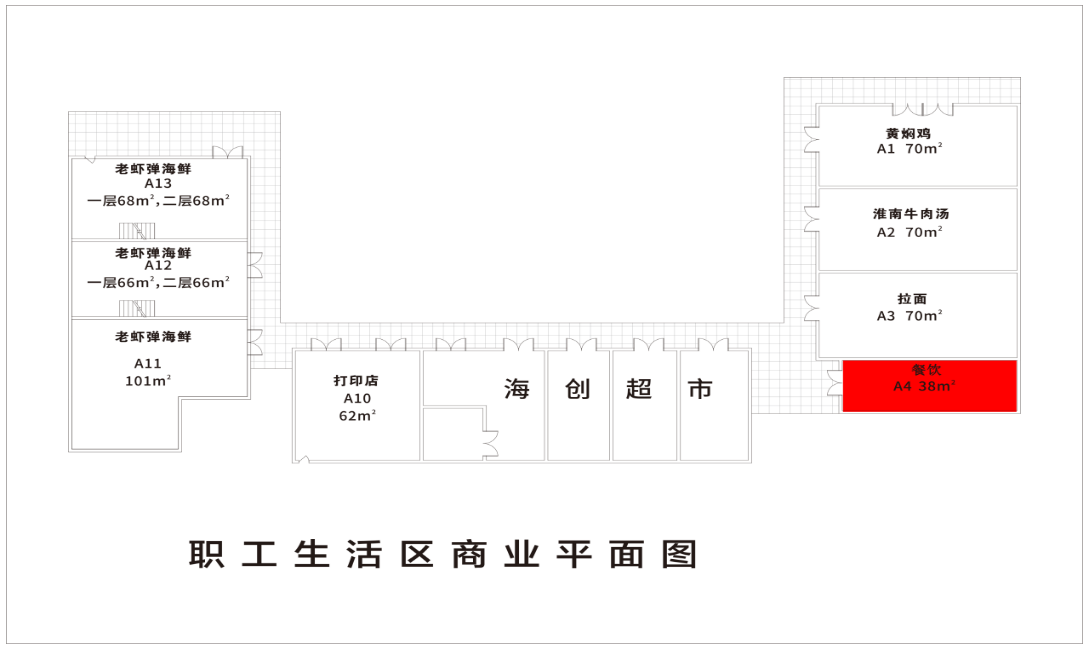 老虾弹海鲜
A13
一层68m²,二层68m²
老虾弹海鲜
A12
一层66m²,二层66m²
老虾弹海鲜
A11
101m²
打印店
A10
62m²
海创超市
黄焖鸡
A1 70m²
淮南牛肉汤
A2 70m²
拉面
A3 70m²
餐饮
A4 38m²
职工生活区商业平面图